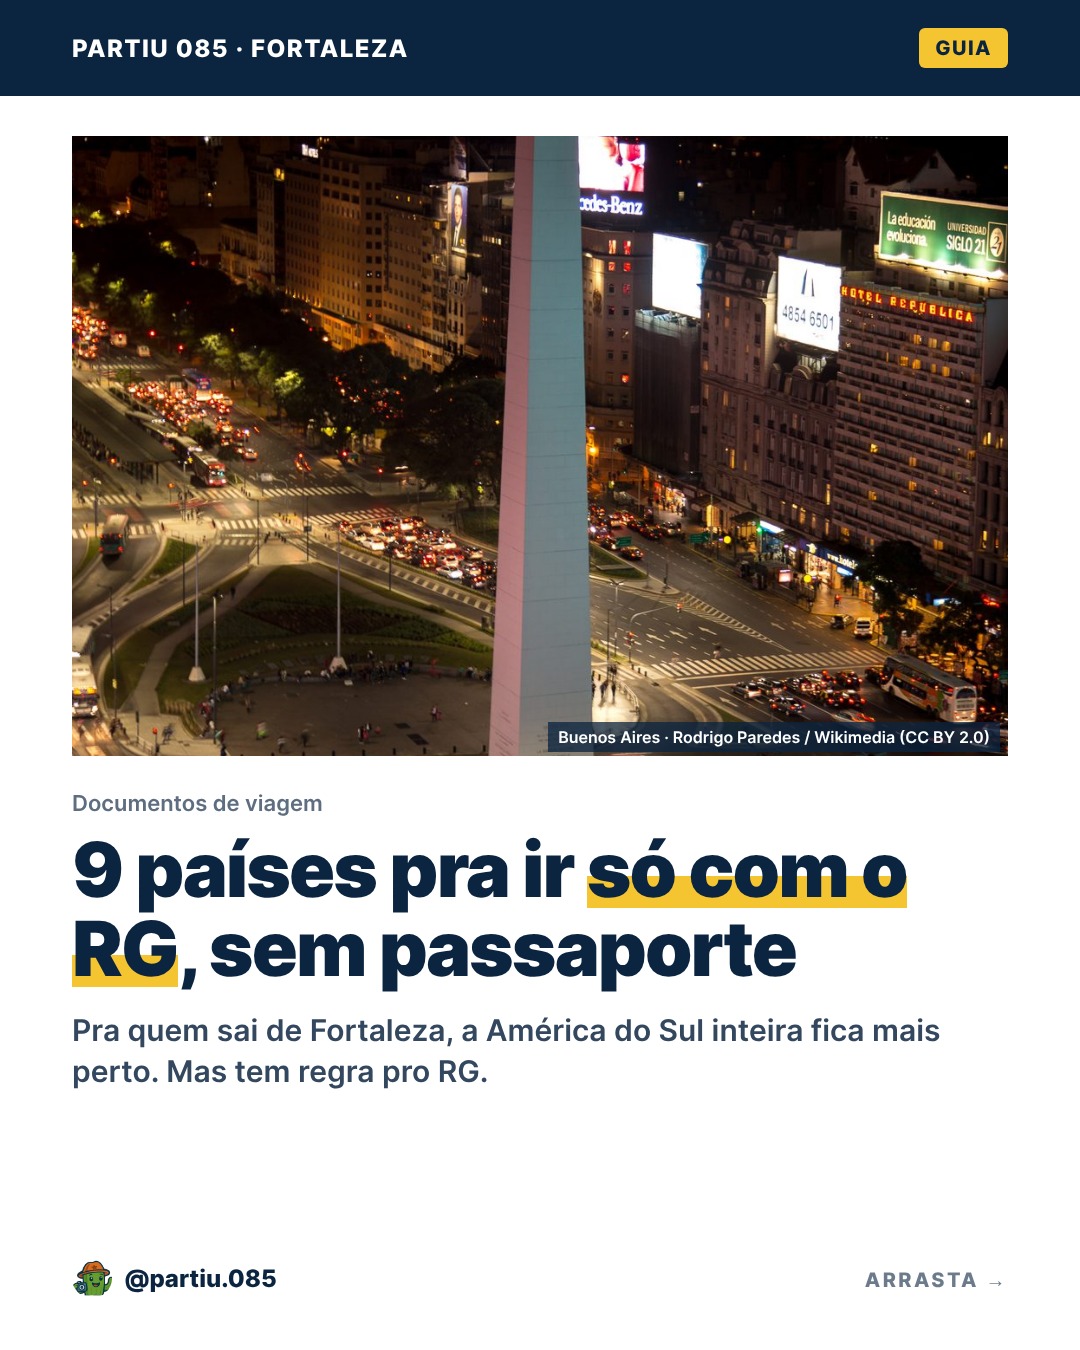 PARTIU 085 · FORTALEZA
GUIA
cedes-Benz
La educación
evoluciona.
UNIVERSIDAD
SIGLO 21
4854 6501
HOTEL REPUBLICA
Buenos Aires · Rodrigo Paredes / Wikimedia (CC BY 2.0)
Documentos de viagem
9 países pra ir só com o
RG, sem passaporte
Pra quem sai de Fortaleza, a América do Sul inteira fica mais
perto. Mas tem regra pro RG.
@partiu.085
ARRASTA →